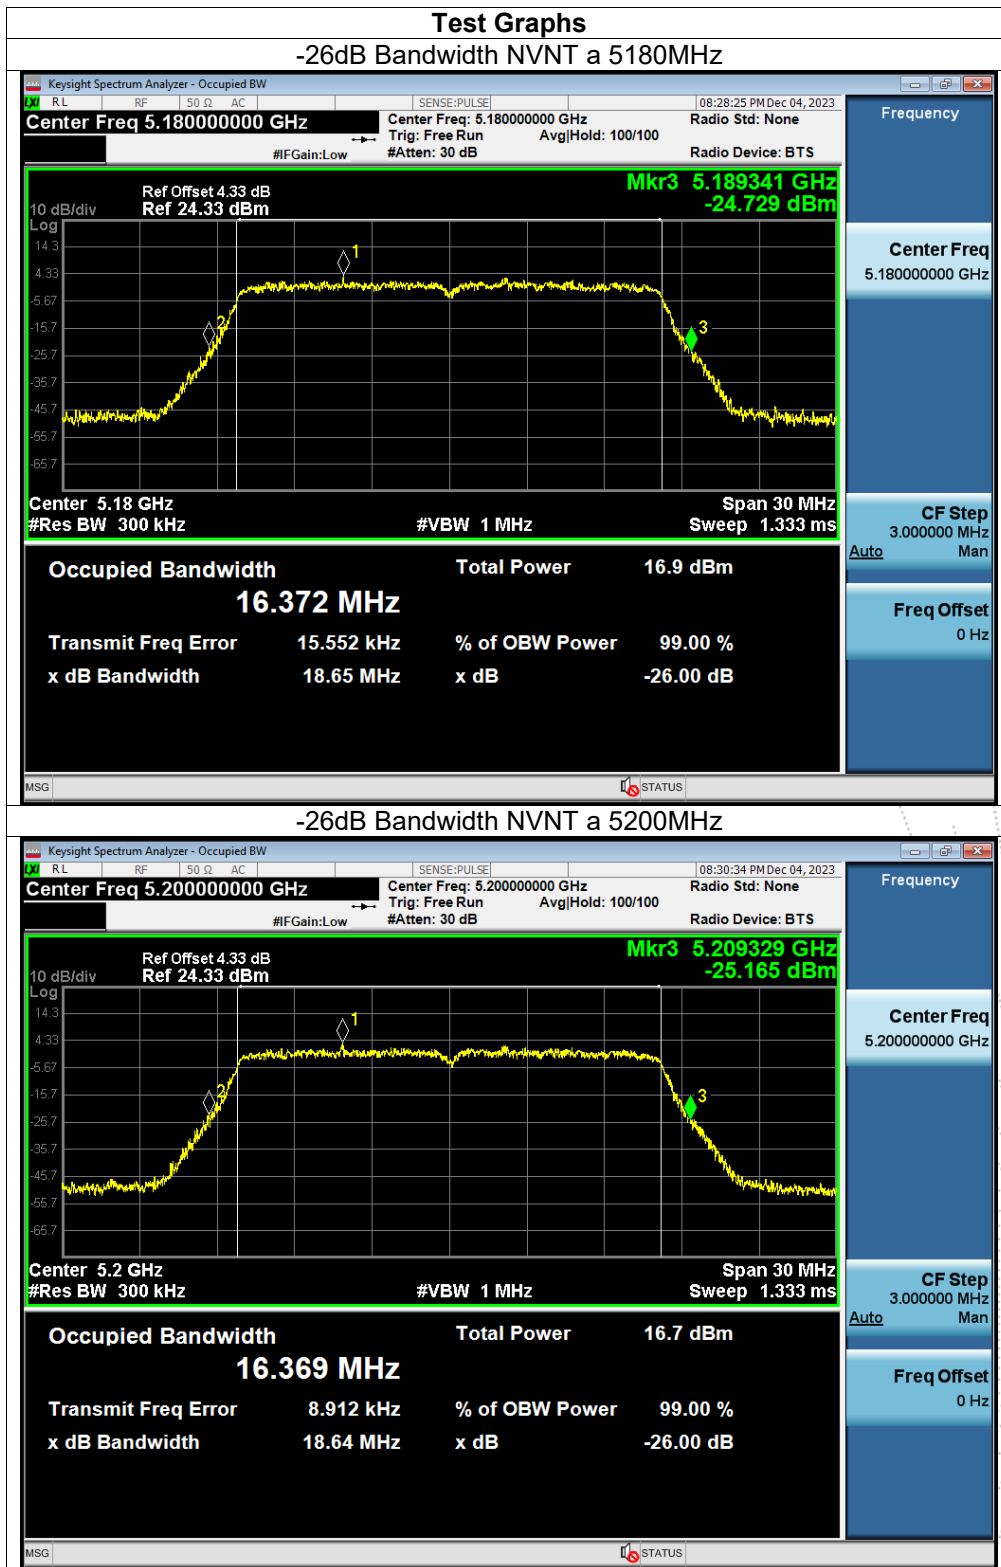 Test Graphs
-26dB Bandwidth NVNT a 5180MHz
Keysight Spectrum Analyzer - Occupied BW
LXI RL RF 50 Ω AC SENSE:PULSE 08:28:25 PM Dec 04, 2023
Center Freq 5.180000000 GHz Center Freq: 5.180000000 GHz Radio Std: None
Trig: Free Run Avg|Hold: 100/100
#IFGain:Low #Atten: 30 dB Radio Device: BTS
Frequency
Mkr3 5.189341 GHz
-24.729 dBm
Ref Offset 4.33 dB
10 dB/div Ref 24.33 dBm
Log
14.3
4.33
-5.67
-15.7
-25.7
-35.7
-45.7
-55.7
-65.7
1
2
3
Center Freq
5.180000000 GHz
Center 5.18 GHz Span 30 MHz
#Res BW 300 kHz #VBW 1 MHz Sweep 1.333 ms
CF Step
3.000000 MHz
Auto Man
Occupied Bandwidth Total Power 16.9 dBm
16.372 MHz
Freq Offset
0 Hz
Transmit Freq Error 15.552 kHz % of OBW Power 99.00 %
x dB Bandwidth 18.65 MHz x dB -26.00 dB
MSG STATUS
-26dB Bandwidth NVNT a 5200MHz
Keysight Spectrum Analyzer - Occupied BW
LXI RL RF 50 Ω AC SENSE:PULSE 08:30:34 PM Dec 04, 2023
Center Freq 5.200000000 GHz Center Freq: 5.200000000 GHz Radio Std: None
Trig: Free Run Avg|Hold: 100/100
#IFGain:Low #Atten: 30 dB Radio Device: BTS
Frequency
Mkr3 5.209329 GHz
-25.165 dBm
Ref Offset 4.33 dB
10 dB/div Ref 24.33 dBm
Log
14.3
4.33
-5.67
-15.7
-25.7
-35.7
-45.7
-55.7
-65.7
1
2
3
Center Freq
5.200000000 GHz
Center 5.2 GHz Span 30 MHz
#Res BW 300 kHz #VBW 1 MHz Sweep 1.333 ms
CF Step
3.000000 MHz
Auto Man
Occupied Bandwidth Total Power 16.7 dBm
16.369 MHz
Freq Offset
0 Hz
Transmit Freq Error 8.912 kHz % of OBW Power 99.00 %
x dB Bandwidth 18.64 MHz x dB -26.00 dB
MSG STATUS